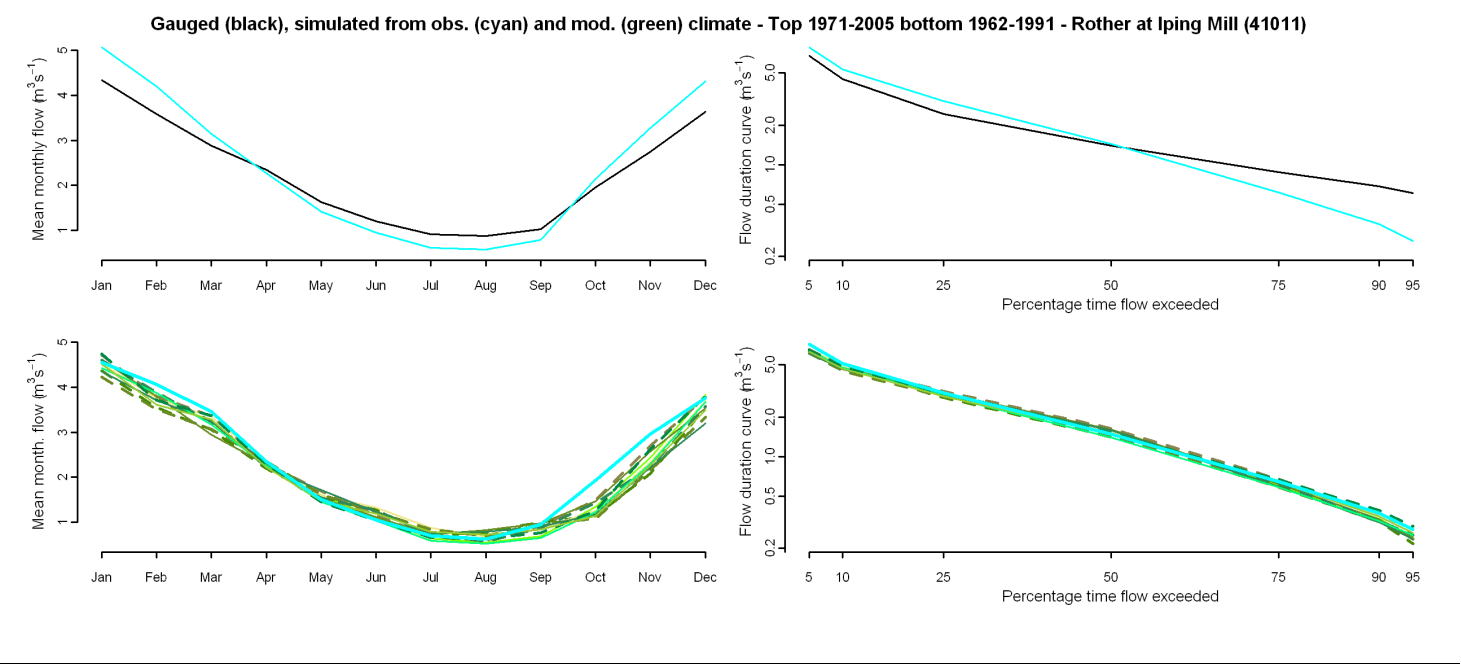 Gauged (black), simulated from obs. (cyan) and mod. (green) climate - Top 1971-2005 bottom 1962-1991 - Rother at Iping Mill (41011)
Mean monthly flow (m³s⁻¹)
5
4
3
2
1
Jan Feb Mar Apr May Jun Jul Aug Sep Oct Nov Dec
Flow duration curve (m³s⁻¹)
5.0
2.0
1.0
0.5
0.2
5 10 25 50 75 90 95
Percentage time flow exceeded
Mean month. flow (m³s⁻¹)
5
4
3
2
1
Jan Feb Mar Apr May Jun Jul Aug Sep Oct Nov Dec
Flow duration curve (m³s⁻¹)
5.0
2.0
1.0
0.5
0.2
5 10 25 50 75 90 95
Percentage time flow exceeded